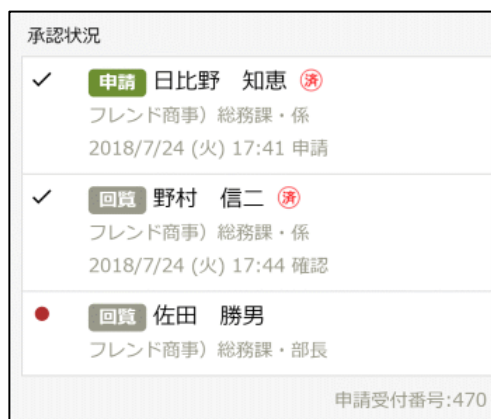 承認状況
申請 日比野 知恵 済
フレンド商事）総務課・係
2018/7/24 (火) 17:41 申請
回覧 野村 信二 済
フレンド商事）総務課・係
2018/7/24 (火) 17:44 確認
回覧 佐田 勝男
フレンド商事）総務課・部長
申請受付番号:470